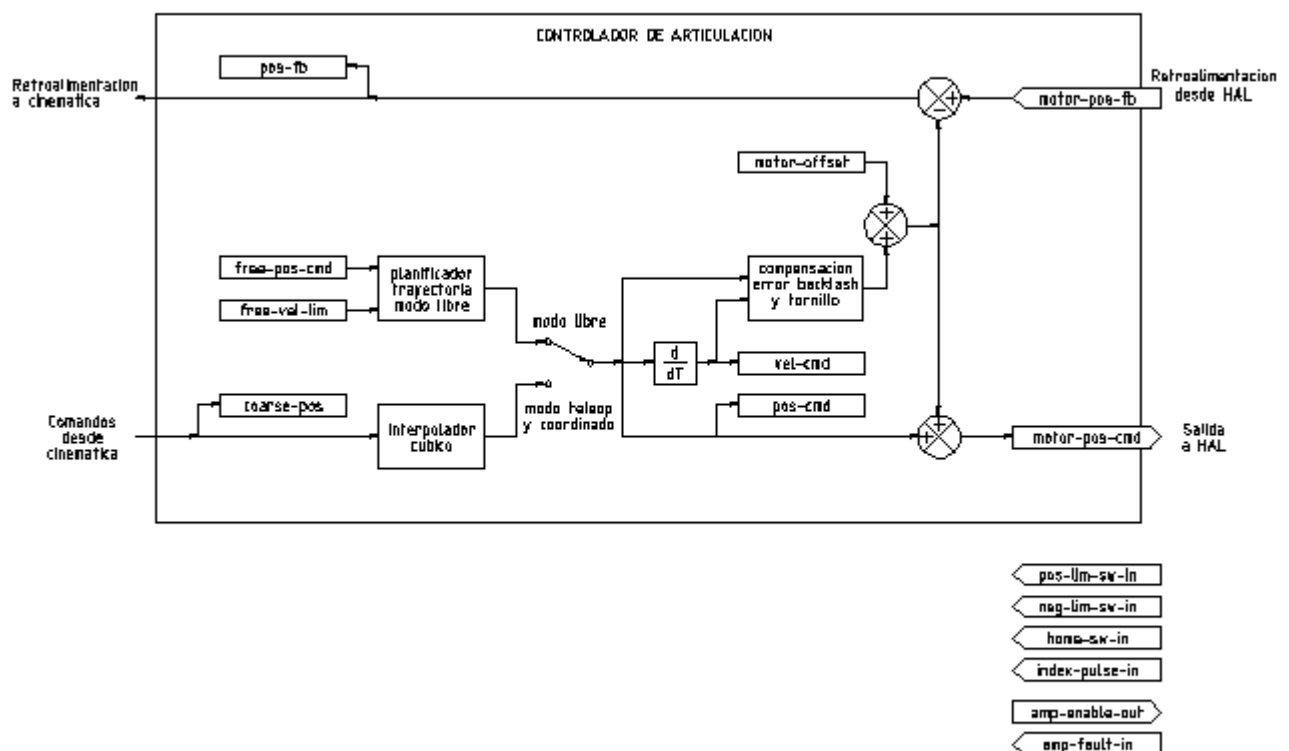 CONTROLADOR DE ARTICULACION
pos-fb
Retroalimentacion
a cinematica
Retroalimentacion
desde HAL
motor-pos-fb
motor-offset
free-pos-cmd
free-vel-lim
planificador
trayectoria
modo libre
compensacion
error backlash
y tornillo
modo libre
d
dT
vel-cmd
coarse-pos
modo teleop
y coordinado
pos-cmd
Comandos
desde
cinematica
interpolador
cubico
motor-pos-cmd
Salida
a HAL
pos-lim-sw-in
neg-lim-sw-in
home-sw-in
index-pulse-in
amp-enable-out
amp-fault-in